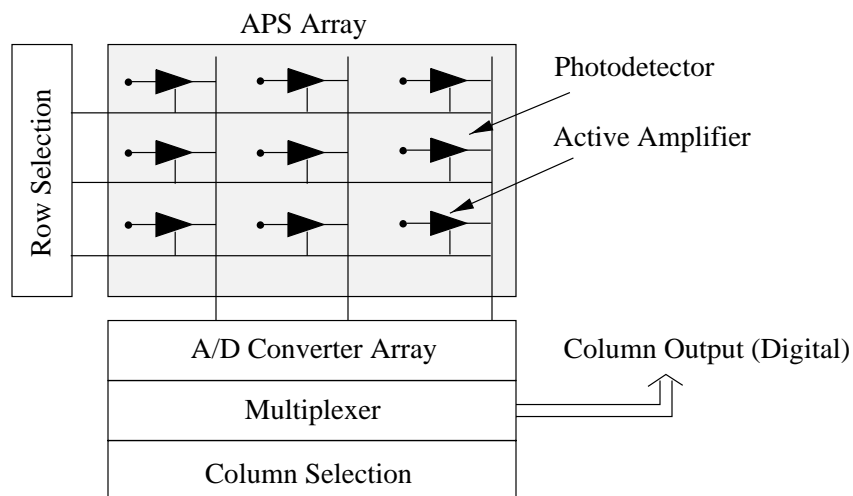 APS Array
Photodetector
Active Amplifier
Row Selection
A/D Converter Array
Column Output (Digital)
Multiplexer
Column Selection